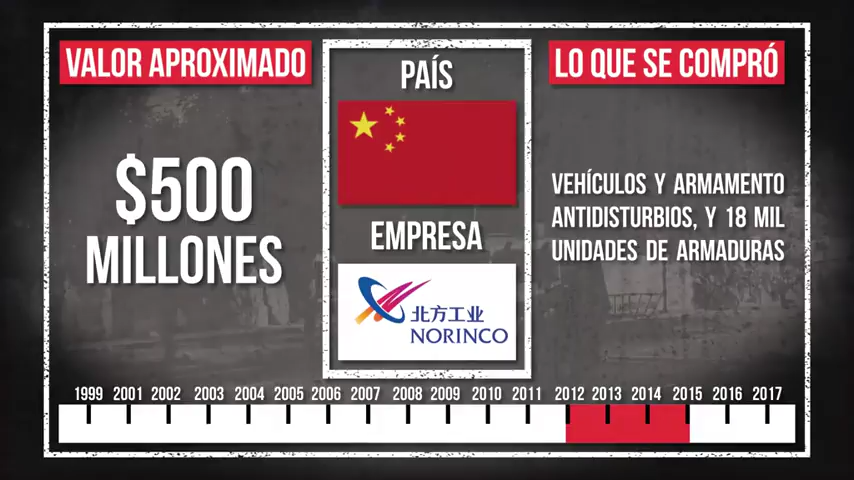 VALOR APROXIMADO
$500
MILLONES
PAÍS
EMPRESA
北方工业
NORINCO
LO QUE SE COMPRÓ
VEHÍCULOS Y ARMAMENTO
ANTIDISTURBIOS, Y 18 MIL
UNIDADES DE ARMADURAS
1999 2001 2002 2003 2004 2005 2006 2007 2008 2009 2010 2011 2012 2013 2014 2015 2016 2017